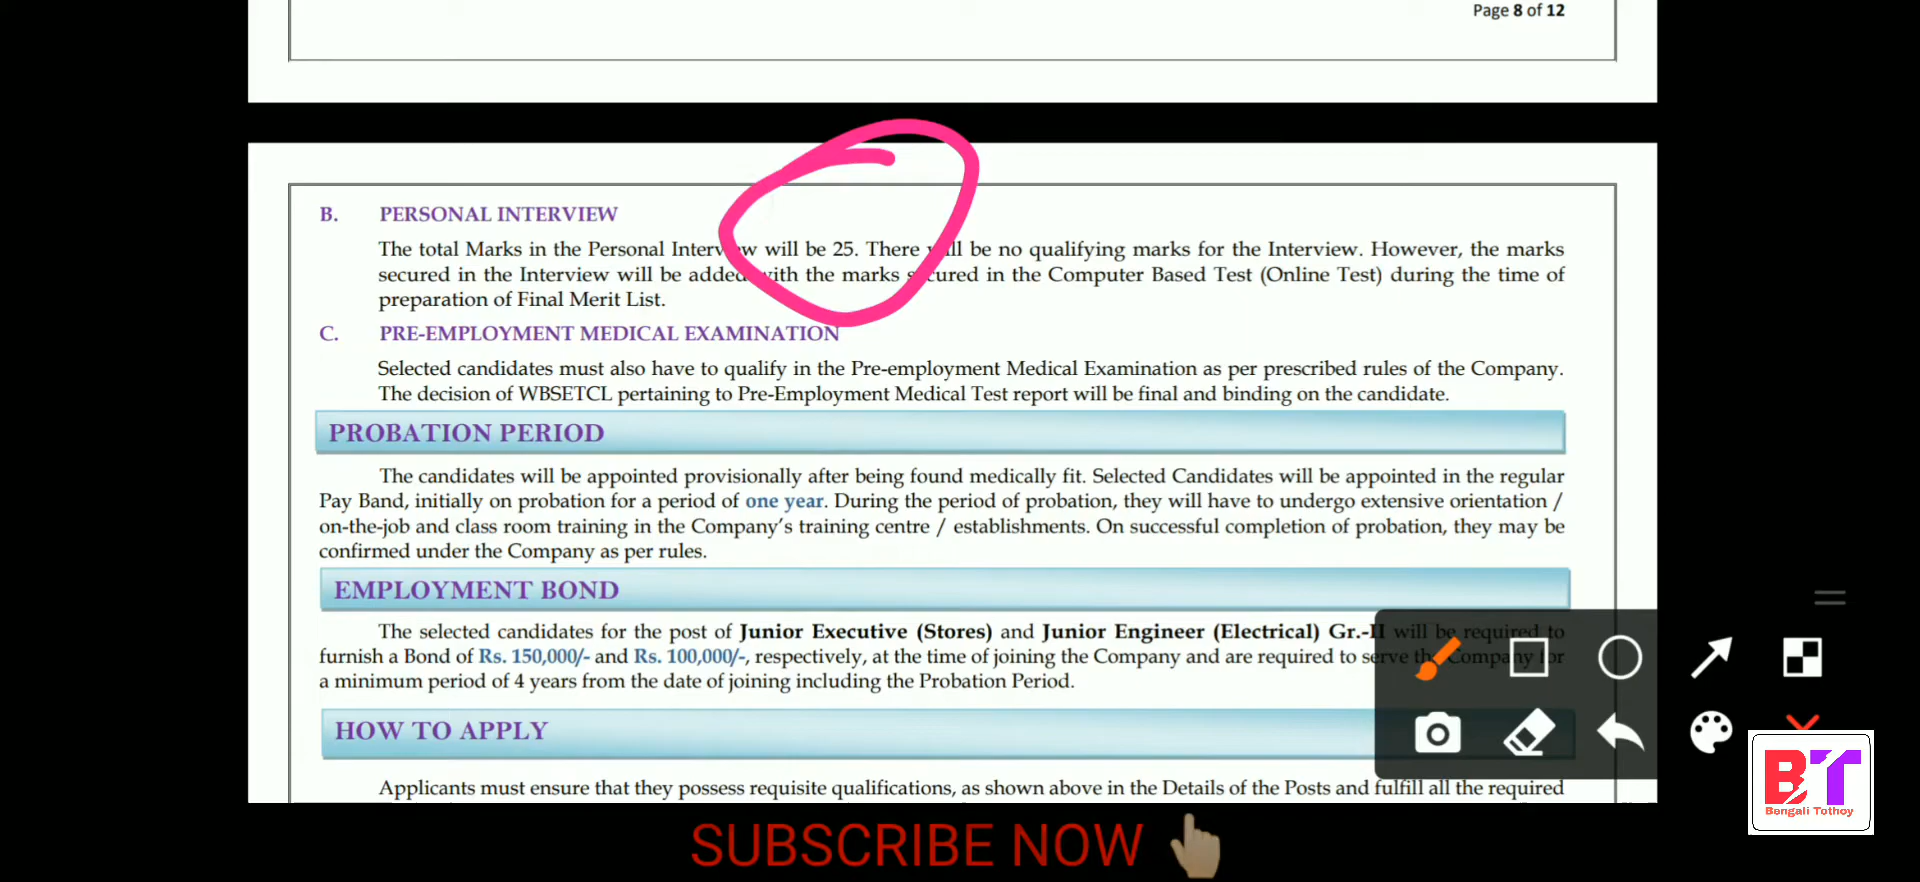 Page 8 of 12
B. PERSONAL INTERVIEW
The total Marks in the Personal Interview will be 25. There will be no qualifying marks for the Interview. However, the marks
secured in the Interview will be added with the marks secured in the Computer Based Test (Online Test) during the time of
preparation of Final Merit List.
C. PRE-EMPLOYMENT MEDICAL EXAMINATION
Selected candidates must also have to qualify in the Pre-employment Medical Examination as per prescribed rules of the Company.
The decision of WBSETCL pertaining to Pre-Employment Medical Test report will be final and binding on the candidate.
PROBATION PERIOD
The candidates will be appointed provisionally after being found medically fit. Selected Candidates will be appointed in the regular
Pay Band, initially on probation for a period of one year. During the period of probation, they will have to undergo extensive orientation /
on-the-job and class room training in the Company's training centre / establishments. On successful completion of probation, they may be
confirmed under the Company as per rules.
EMPLOYMENT BOND
The selected candidates for the post of Junior Executive (Stores) and Junior Engineer (Electrical) Gr.-II will be required to
furnish a Bond of Rs. 150,000/- and Rs. 100,000/-, respectively, at the time of joining the Company and are required to serve the Company for
a minimum period of 4 years from the date of joining including the Probation Period.
HOW TO APPLY
Applicants must ensure that they possess requisite qualifications, as shown above in the Details of the Posts and fulfill all the required
BT
Bengali Tothoy
SUBSCRIBE NOW